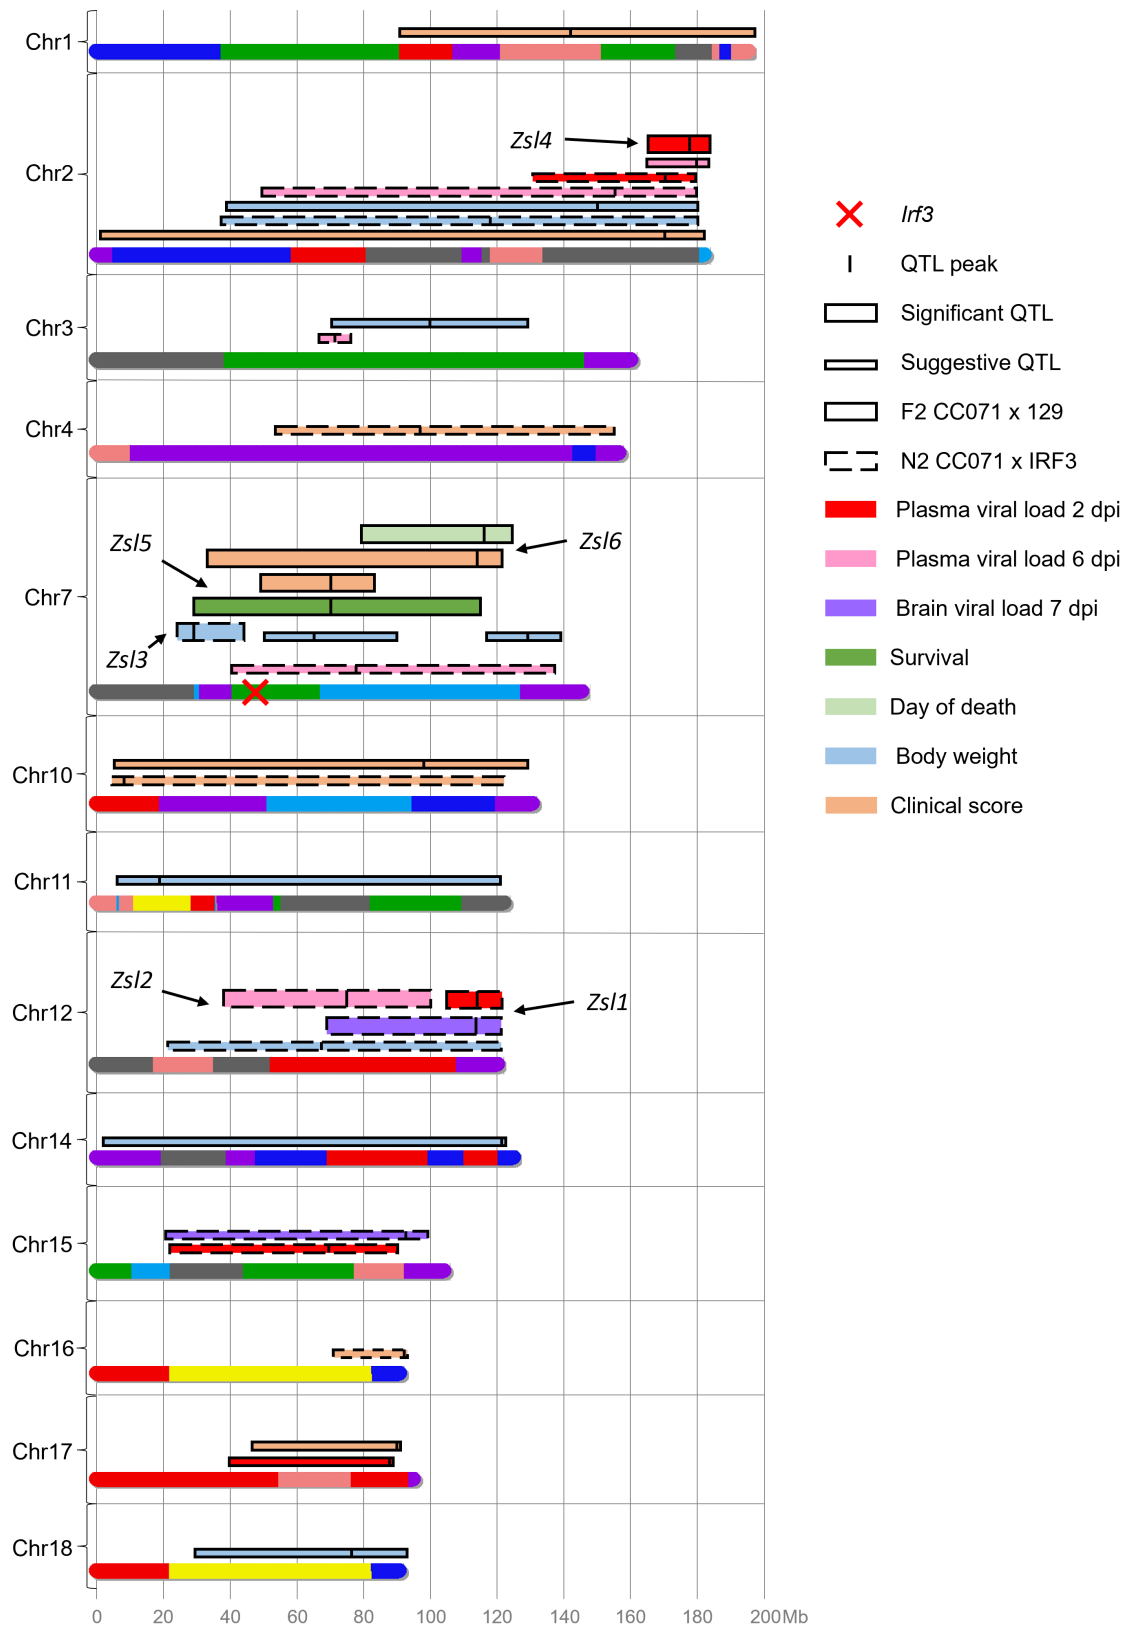 Chr1
Chr2
Zsl4
Chr3
Chr4
Chr7
Zsl5
Zsl6
Zsl3
Chr10
Chr11
Chr12
Zsl2
Zsl1
Chr14
Chr15
Chr16
Chr17
Chr18
0 20 40 60 80 100 120 140 160 180 200Mb
Irf3
QTL peak
Significant QTL
Suggestive QTL
F2 CC071 x 129
N2 CC071 x IRF3
Plasma viral load 2 dpi
Plasma viral load 6 dpi
Brain viral load 7 dpi
Survival
Day of death
Body weight
Clinical score